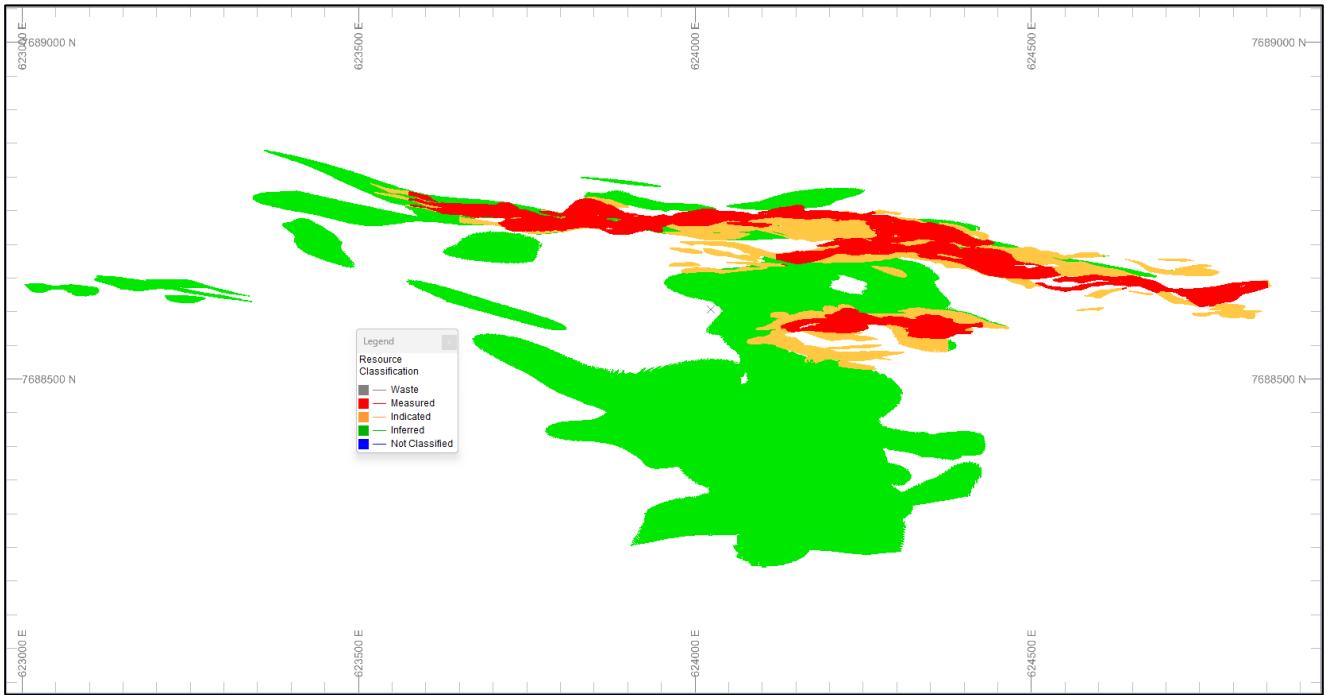 623000 E
623500 E
624000 E
624500 E
7689000 N
7689000 N
Legend
Resource
Classification
Waste
Measured
Indicated
Inferred
Not Classified
7688500 N
7688500 N
623000 E
623500 E
624000 E
624500 E